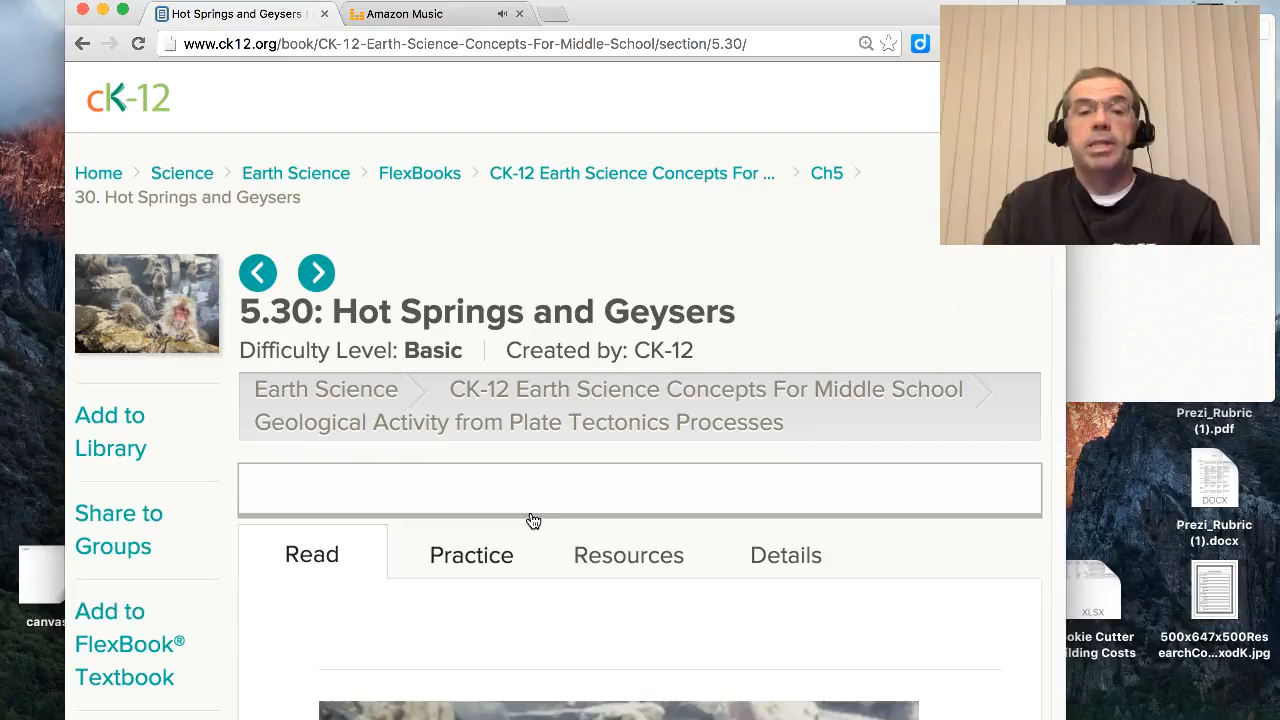 Hot Springs and Geysers
Amazon Music
www.ck12.org/book/CK-12-Earth-Science-Concepts-For-Middle-School/section/5.30/
d
cK-12
Home > Science > Earth Science > FlexBooks > CK-12 Earth Science Concepts For ... > Ch5 >
30. Hot Springs and Geysers
5.30: Hot Springs and Geysers
Difficulty Level: Basic | Created by: CK-12
Earth Science CK-12 Earth Science Concepts For Middle School
Geological Activity from Plate Tectonics Processes
Add to
Library
Share to
Groups
Add to
FlexBook®
Textbook
Read Practice Resources Details
canvas
Prezi_Rubric
(1).pdf
DOCX
Prezi_Rubric
(1).docx
XLSX
okie Cutter
ilding Costs
500x647x500Res
earchCo...xodK.jpg